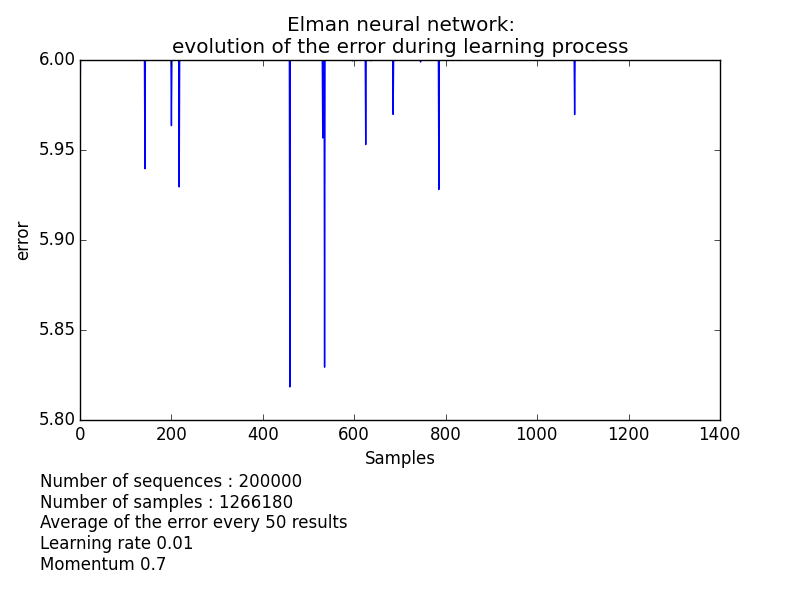 Elman neural network:
evolution of the error during learning process
6.00
5.95
5.90
5.85
5.80
error
0 200 400 600 800 1000 1200 1400
Samples
Number of sequences : 200000
Number of samples : 1266180
Average of the error every 50 results
Learning rate 0.01
Momentum 0.7